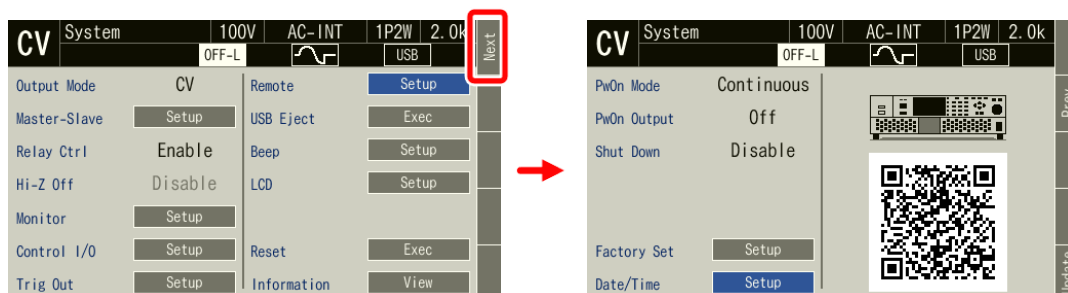 CV System 100V AC-INT 1P2W 2.0k
OFF-L USB
Next
Output Mode CV Remote Setup
Master-Slave Setup USB Eject Exec
Relay Ctrl Enable Beep Setup
Hi-Z Off Disable LCD Setup
Monitor Setup
Control I/O Setup Reset Exec
Trig Out Setup Information View
CV System 100V AC-INT 1P2W 2.0k
OFF-L USB
Prev
PwOn Mode Continuous
PwOn Output Off
Shut Down Disable
Factory Set Setup
Date/Time Setup
Update